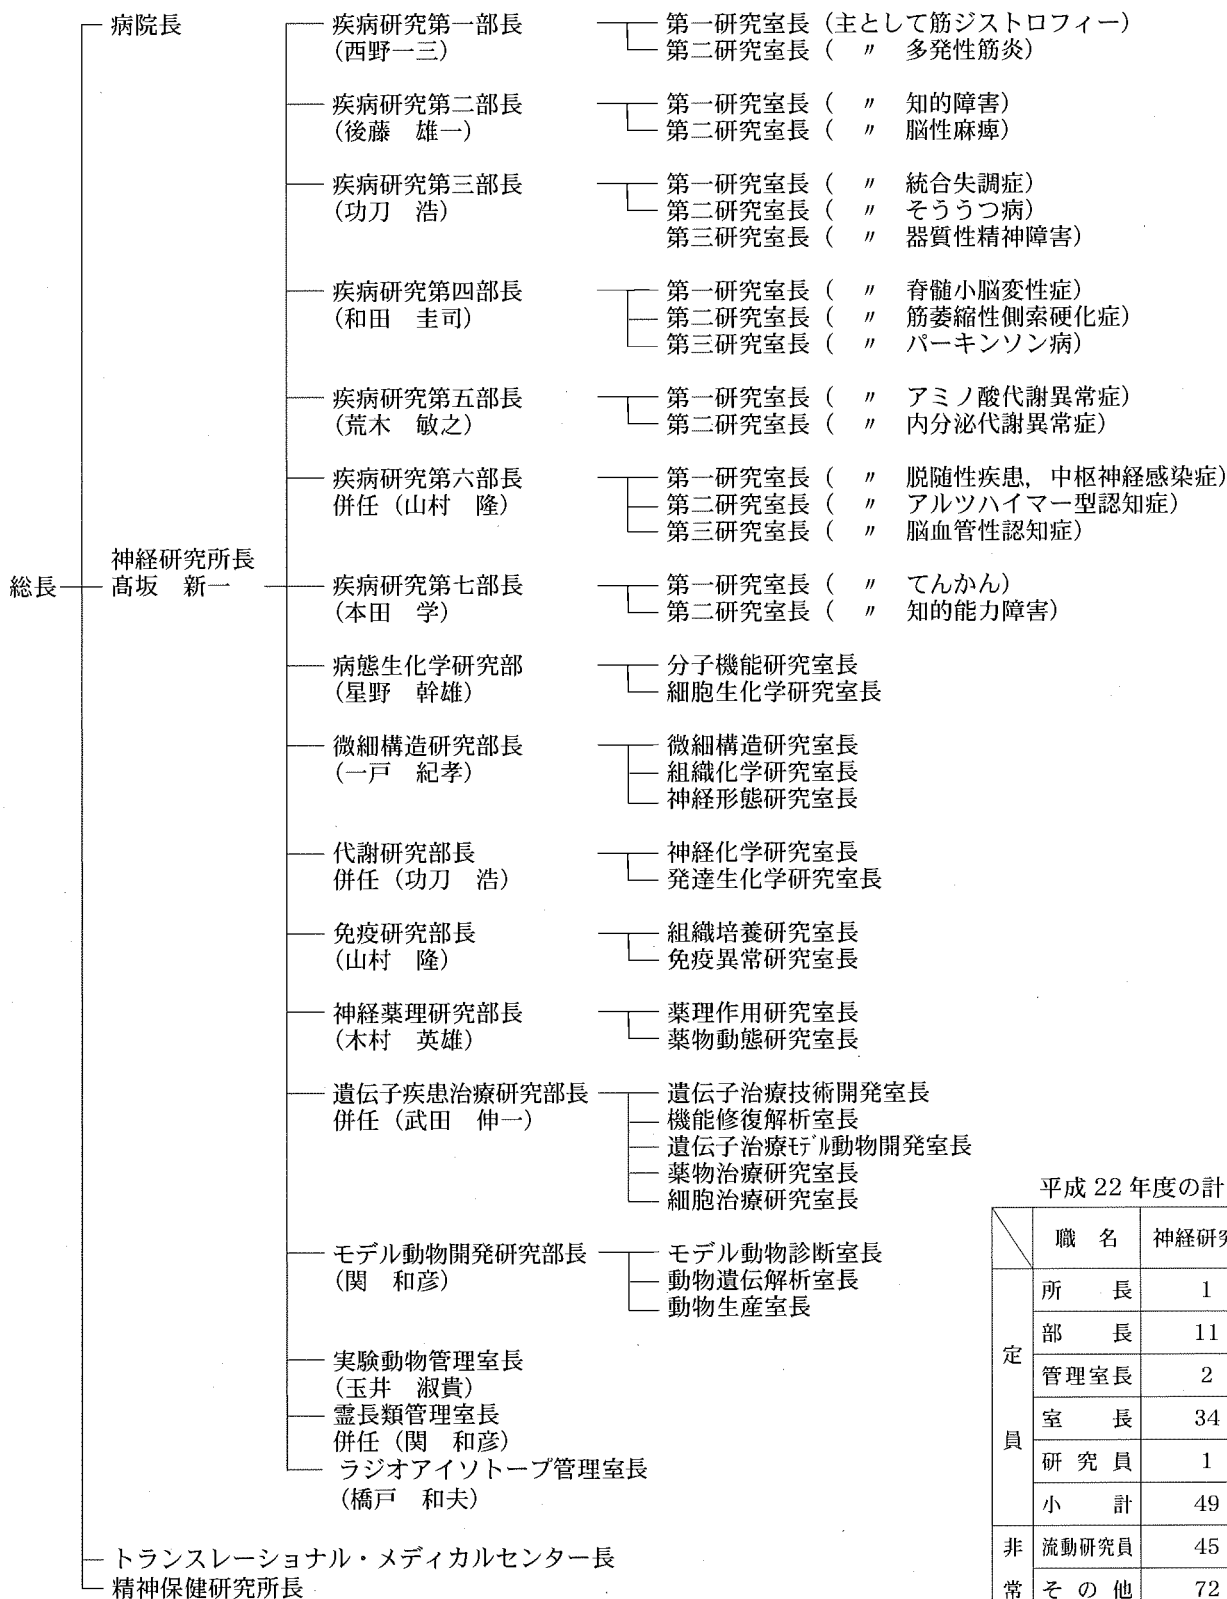 病院長
疾病研究第一部長
(西野一三)
第一研究室長 (主として筋ジストロフィー)
第二研究室長 ( 〃 多発性筋炎)
疾病研究第二部長
(後藤 雄一)
第一研究室長 ( 〃 知的障害)
第二研究室長 ( 〃 脳性麻痺)
疾病研究第三部長
(功刀 浩)
第一研究室長 ( 〃 統合失調症)
第二研究室長 ( 〃 そううつ病)
第三研究室長 ( 〃 器質性精神障害)
疾病研究第四部長
(和田 圭司)
第一研究室長 ( 〃 脊髄小脳変性症)
第二研究室長 ( 〃 筋萎縮性側索硬化症)
第三研究室長 ( 〃 パーキンソン病)
疾病研究第五部長
(荒木 敏之)
第一研究室長 ( 〃 アミノ酸代謝異常症)
第二研究室長 ( 〃 内分泌代謝異常症)
疾病研究第六部長
併任 (山村 隆)
第一研究室長 ( 〃 脱随性疾患, 中枢神経感染症)
第二研究室長 ( 〃 アルツハイマー型認知症)
第三研究室長 ( 〃 脳血管性認知症)
総長
神経研究所長
髙坂 新一
疾病研究第七部長
(本田 学)
第一研究室長 ( 〃 てんかん)
第二研究室長 ( 〃 知的能力障害)
病態生化学研究部
(星野 幹雄)
分子機能研究室長
細胞生化学研究室長
微細構造研究部長
(一戸 紀孝)
微細構造研究室長
組織化学研究室長
神経形態研究室長
代謝研究部長
併任 (功刀 浩)
神経化学研究室長
発達生化学研究室長
免疫研究部長
(山村 隆)
組織培養研究室長
免疫異常研究室長
神経薬理研究部長
(木村 英雄)
薬理作用研究室長
薬物動態研究室長
遺伝子疾患治療研究部長
併任 (武田 伸一)
遺伝子治療技術開発室長
機能修復解析室長
遺伝子治療モデル動物開発室長
薬物治療研究室長
細胞治療研究室長
モデル動物開発研究部長
(関 和彦)
モデル動物診断室長
動物遺伝解析室長
動物生産室長
実験動物管理室長
(玉井 淑貴)
霊長類管理室長
併任 (関 和彦)
ラジオアイソトープ管理室長
(橋戸 和夫)
トランスレーショナル・メディカルセンター長
精神保健研究所長
平成 22 年度の計
職 名 神経研究
定員
所 長 1
部 長 11
管理室長 2
室 長 34
研 究 員 1
小 計 49
非常
流動研究員 45
そ の 他 72